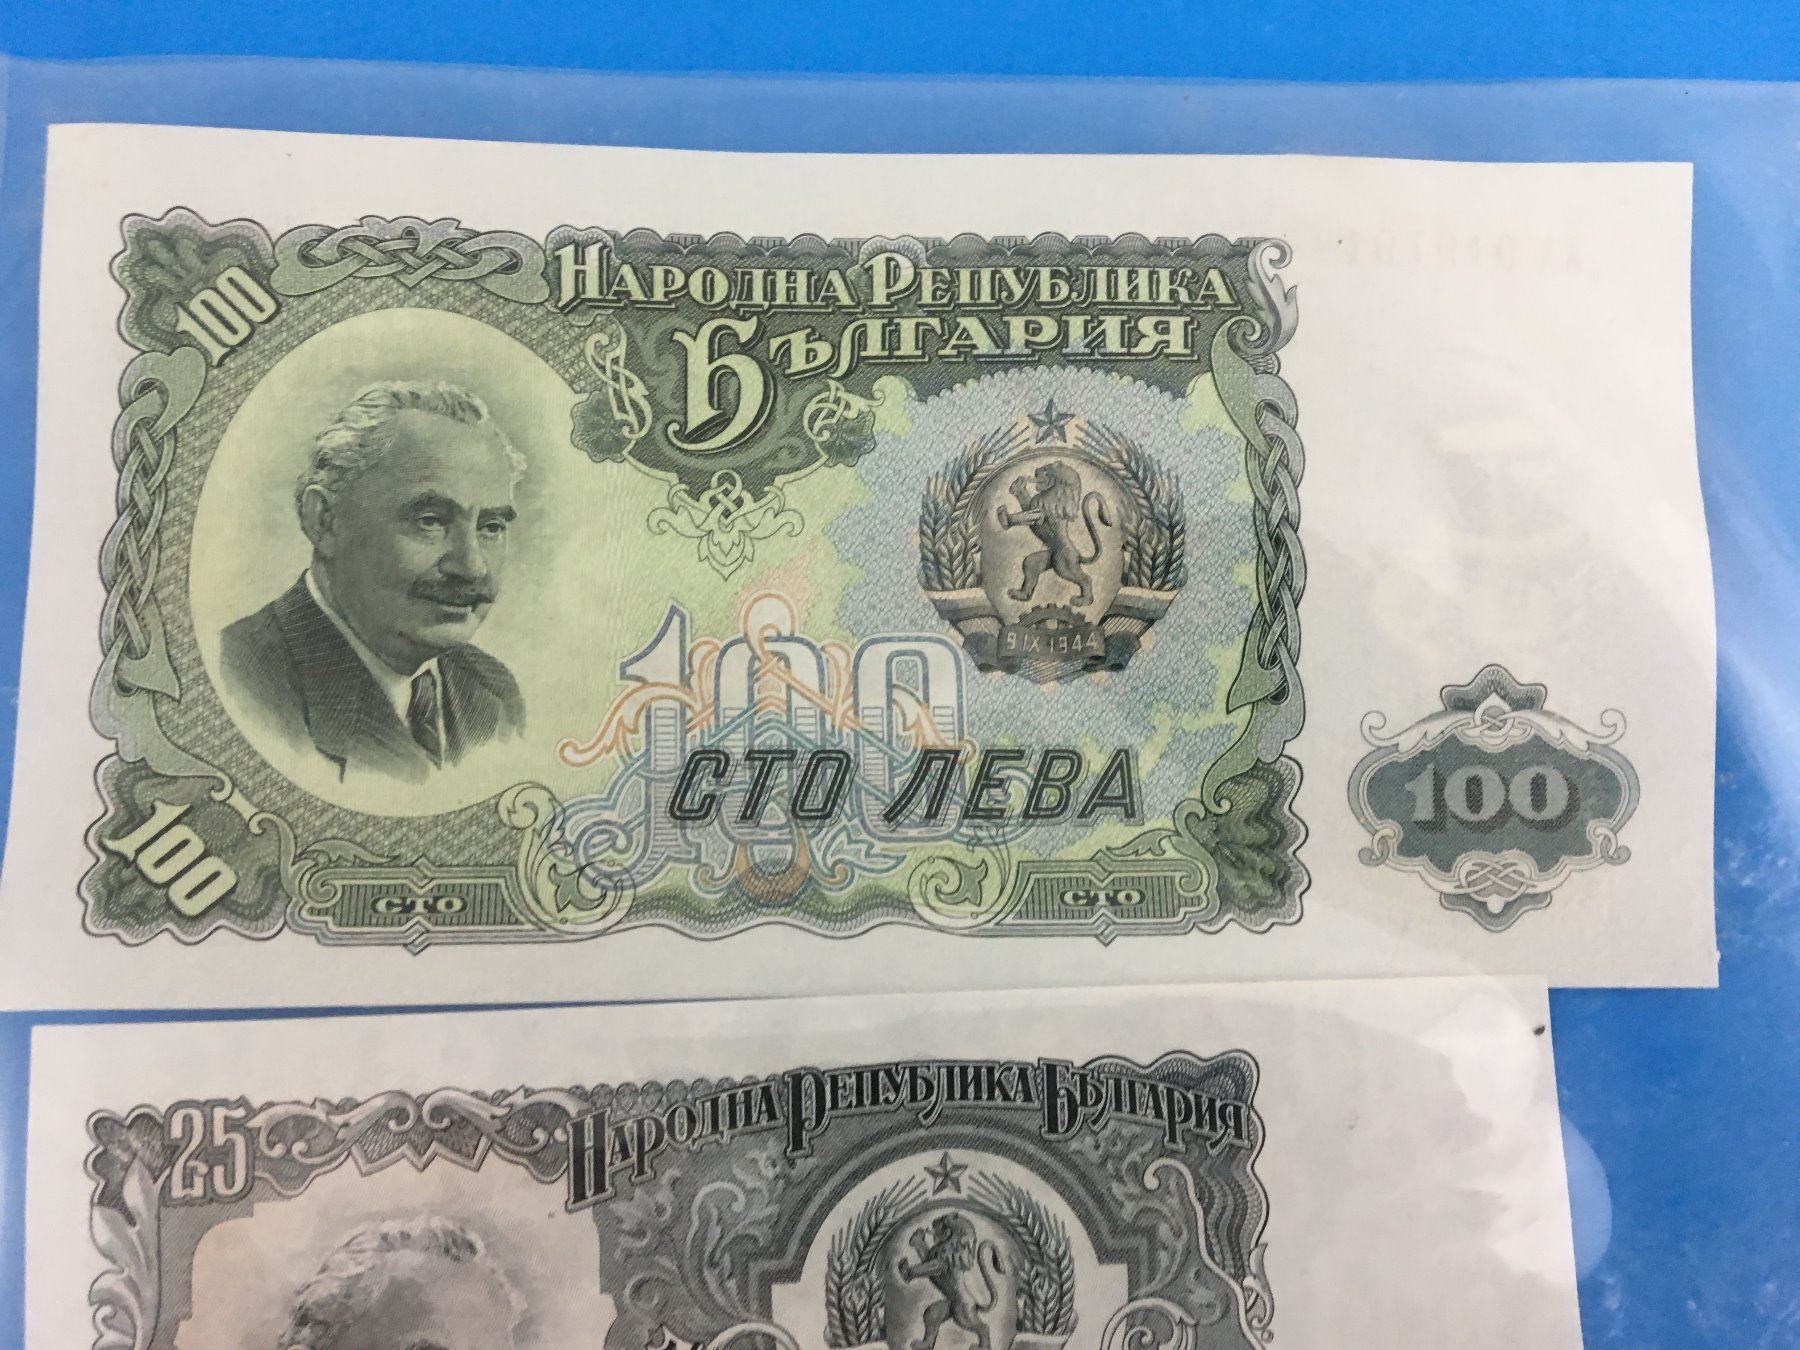 НАРОДНА РЕПУБЛИКА
БЪЛГАРИЯ
100
9 IX 1944
100
СТО ЛЕВА
100
100
СТО
СТО
НАРОДНА РЕПУБЛИКА БЪЛГАРИЯ
25